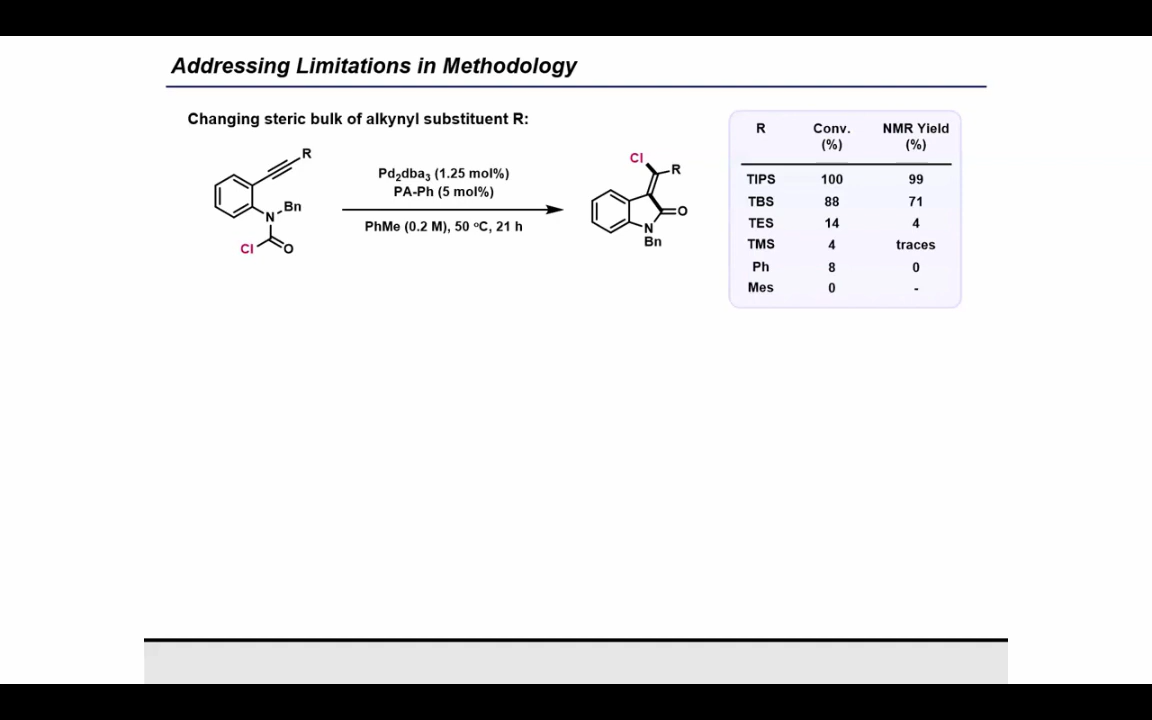 Addressing Limitations in Methodology
Changing steric bulk of alkynyl substituent R:
R
N
Bn
Cl
O
Pd2dba3 (1.25 mol%)
PA-Ph (5 mol%)
PhMe (0.2 M), 50 ºC, 21 h
Cl
R
O
N
Bn
R Conv. NMR Yield
(%) (%)
TIPS 100 99
TBS 88 71
TES 14 4
TMS 4 traces
Ph 8 0
Mes 0 -